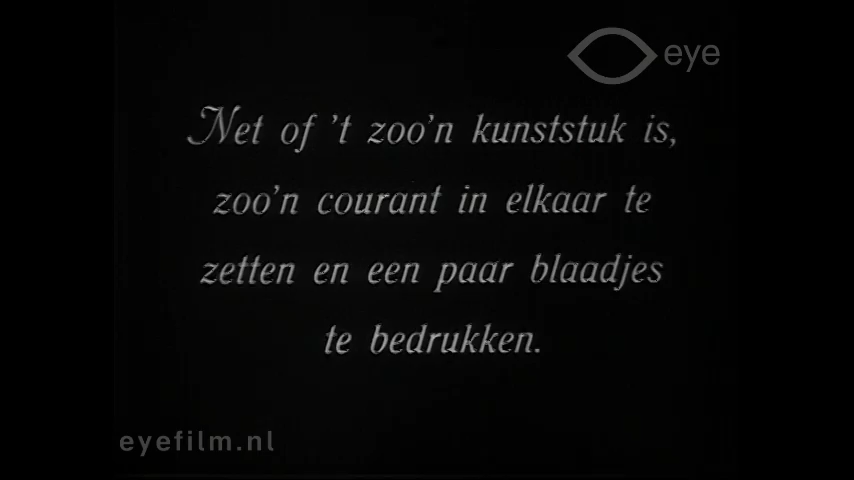 eye
Net of 't zoo'n kunststuk is,
zoo'n courant in elkaar te
zetten en een paar blaadjes
te bedrukken.
eyefilm.nl